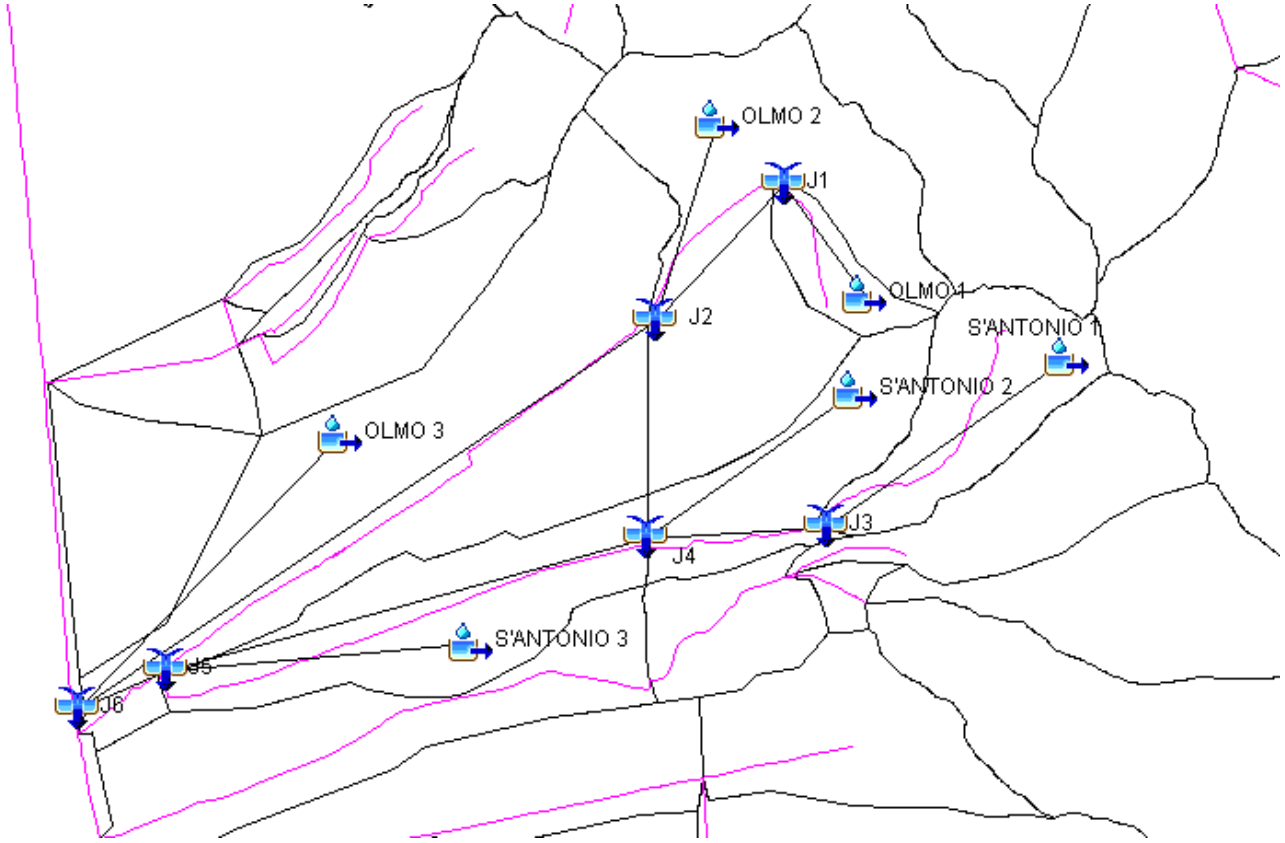 OLMO 2
J1
OLMO 1
J2
S'ANTONIO 1
S'ANTONIO 2
OLMO 3
J3
J4
S'ANTONIO 3
J5
J6